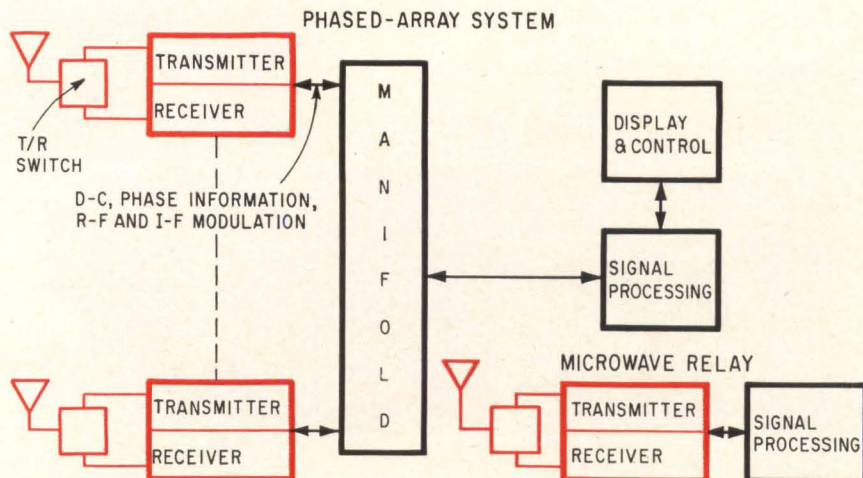 PHASED-ARRAY SYSTEM
TRANSMITTER
RECEIVER
T/R
SWITCH
D-C, PHASE INFORMATION,
R-F AND I-F MODULATION
MANIFOLD
DISPLAY
& CONTROL
SIGNAL
PROCESSING
TRANSMITTER
RECEIVER
MICROWAVE RELAY
TRANSMITTER
RECEIVER
SIGNAL
PROCESSING